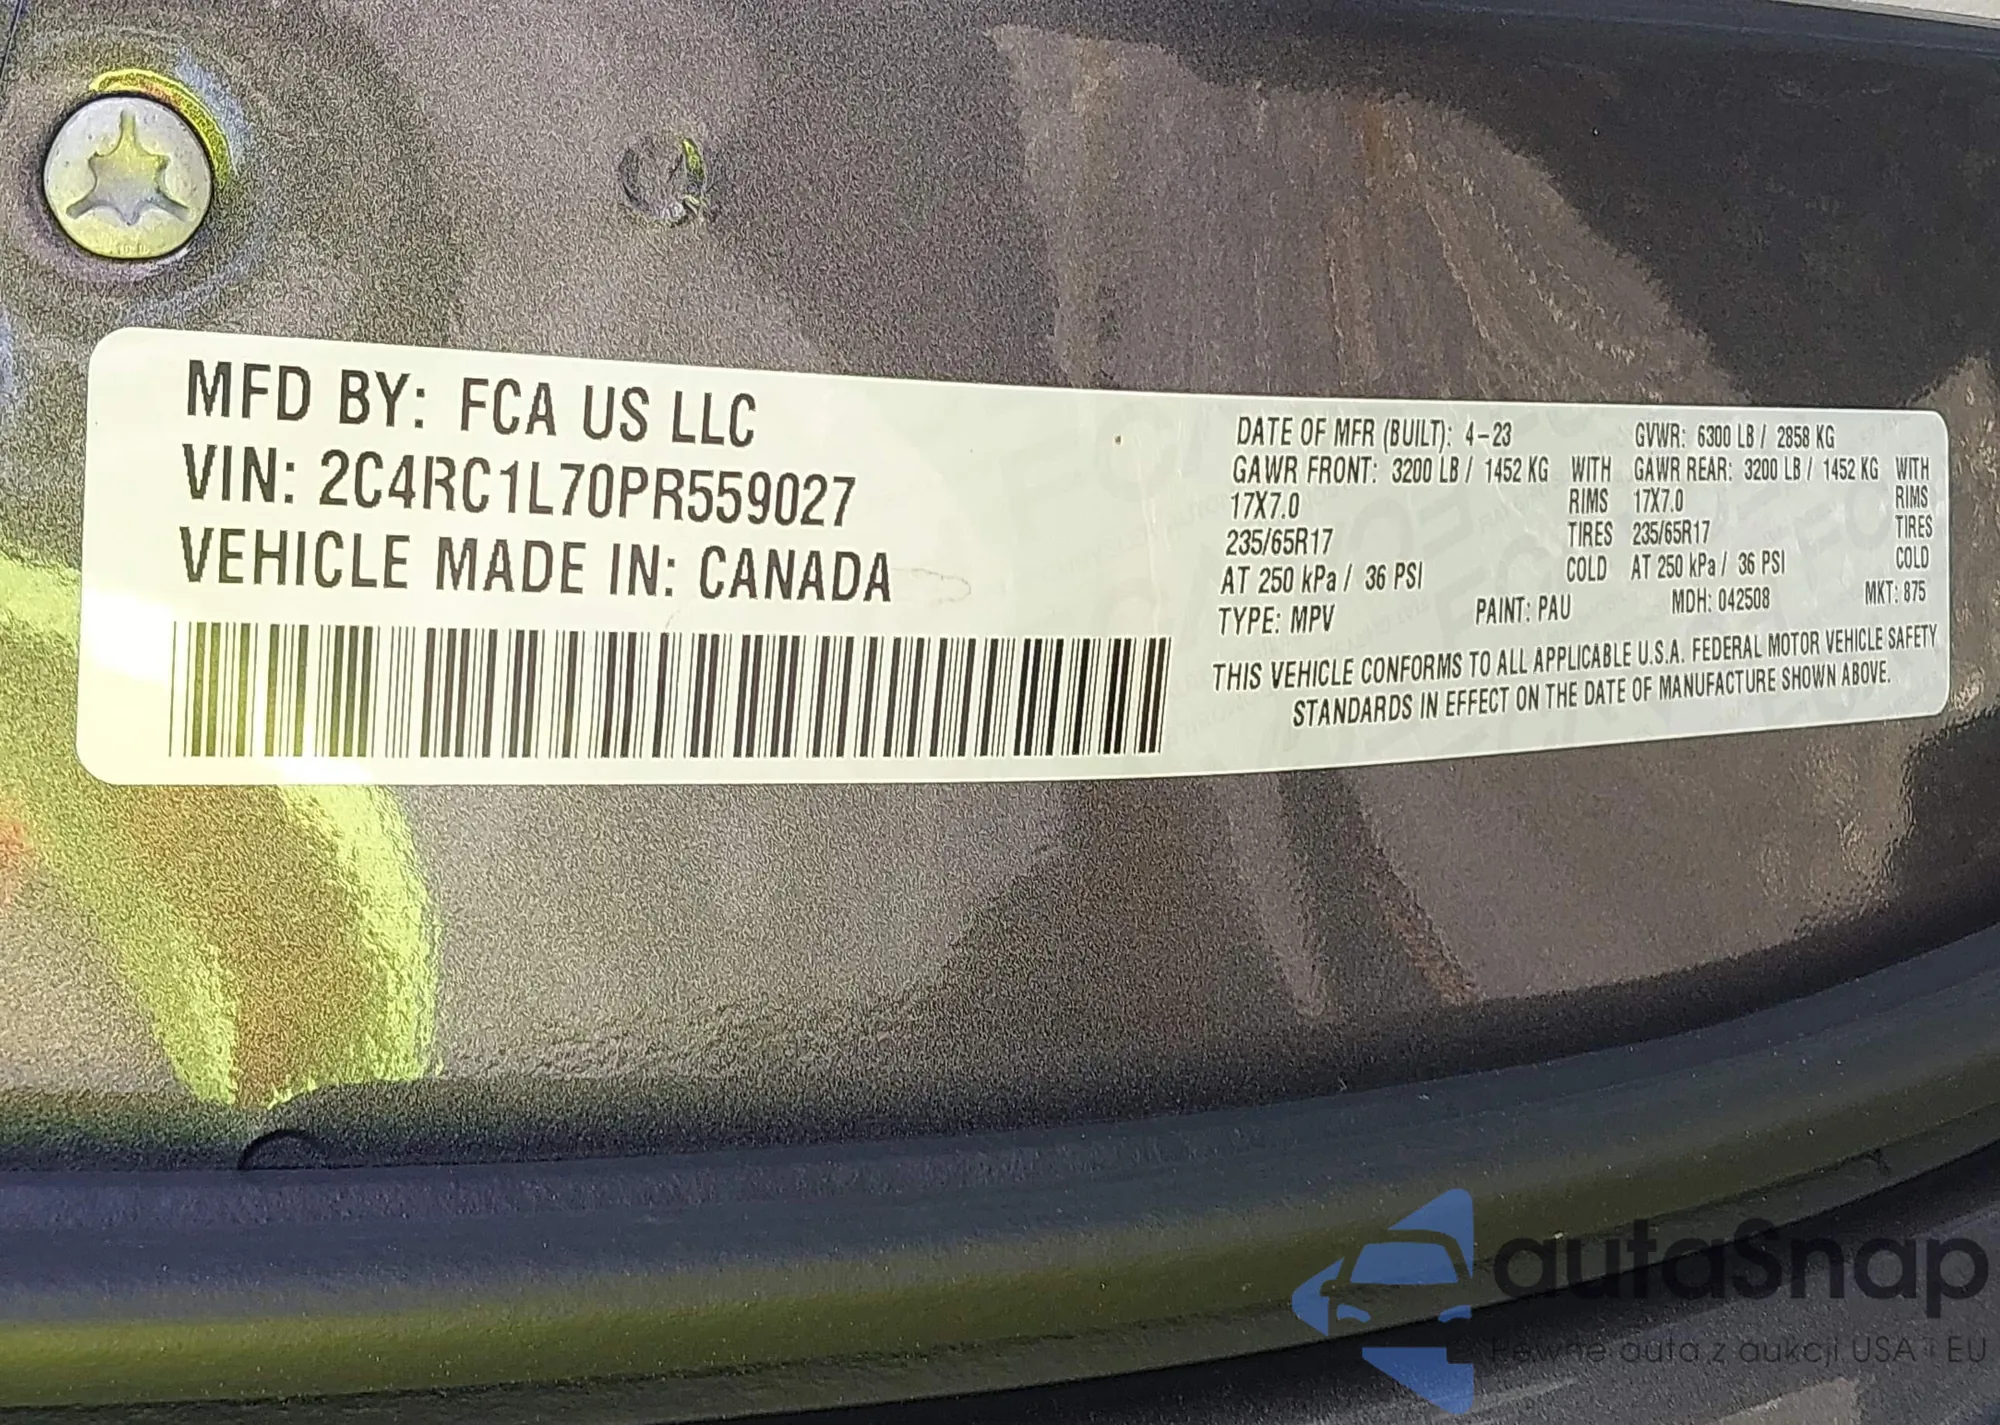 MFD BY: FCA US LLC
VIN: 2C4RC1L70PR559027
VEHICLE MADE IN: CANADA
DATE OF MFR (BUILT): 4-23 GVWR: 6300 LB / 2858 KG
GAWR FRONT: 3200 LB / 1452 KG WITH GAWR REAR: 3200 LB / 1452 KG WITH
17X7.0 RIMS 17X7.0 RIMS
235/65R17 TIRES 235/65R17 TIRES
AT 250 kPa / 36 PSI COLD AT 250 kPa / 36 PSI COLD
TYPE: MPV PAINT: PAU MDH: 042508 MKT: 875
THIS VEHICLE CONFORMS TO ALL APPLICABLE U.S.A. FEDERAL MOTOR VEHICLE SAFETY
STANDARDS IN EFFECT ON THE DATE OF MANUFACTURE SHOWN ABOVE.
autaSnap
Pewne auta z aukcji USA i EU